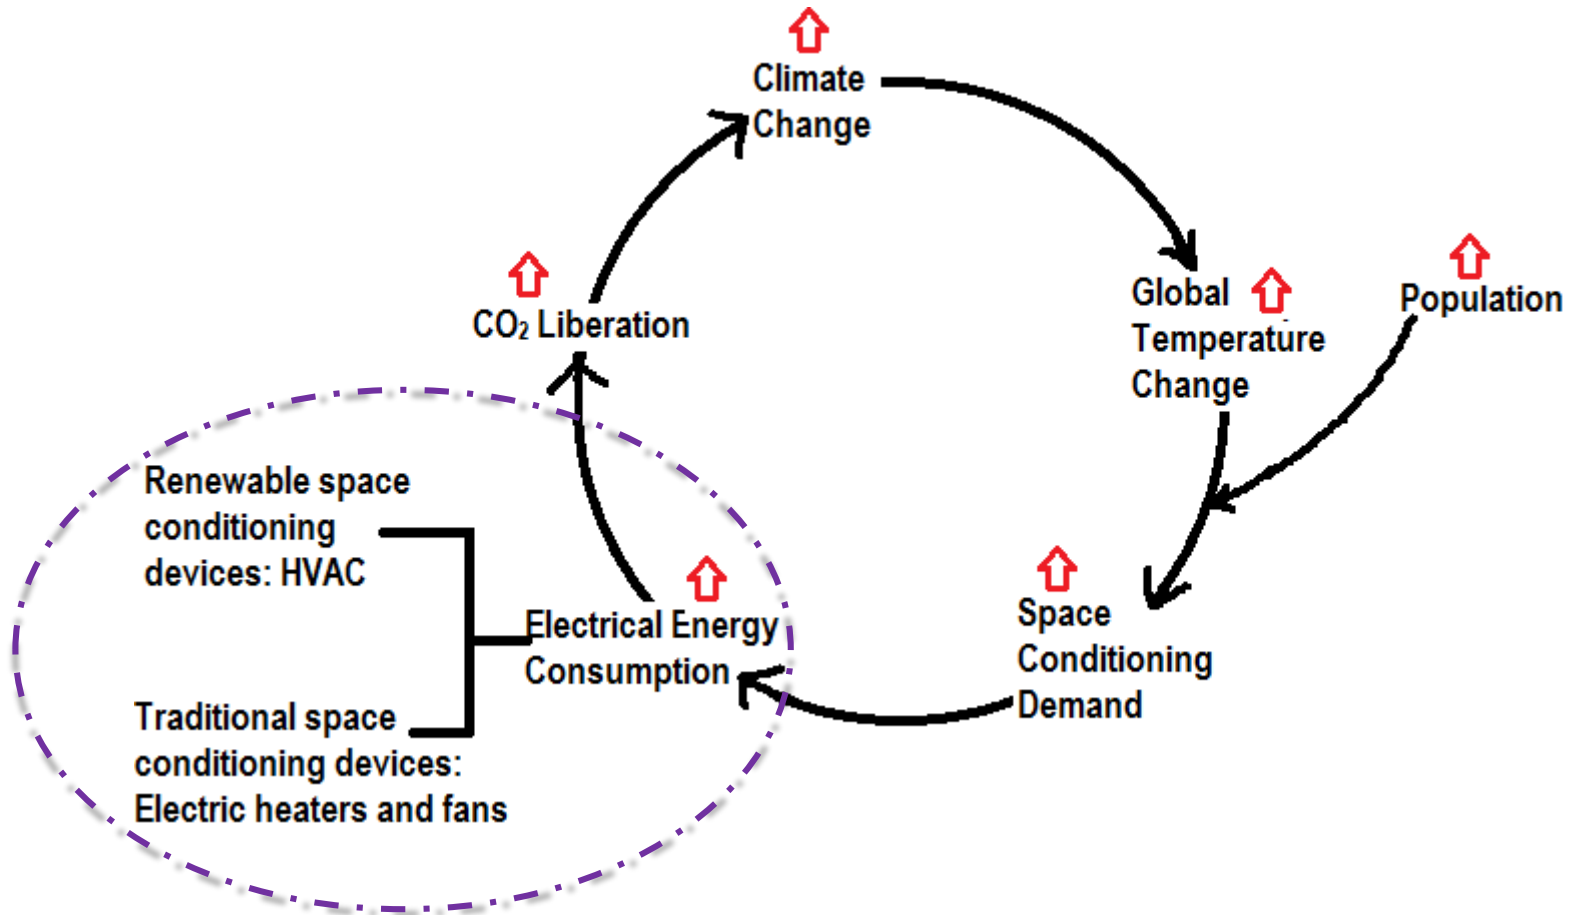 Climate
Change
Global
Temperature
Change
Population
CO₂ Liberation
Renewable space
conditioning
devices: HVAC
Electrical Energy
Consumption
Space
Conditioning
Demand
Traditional space
conditioning devices:
Electric heaters and fans